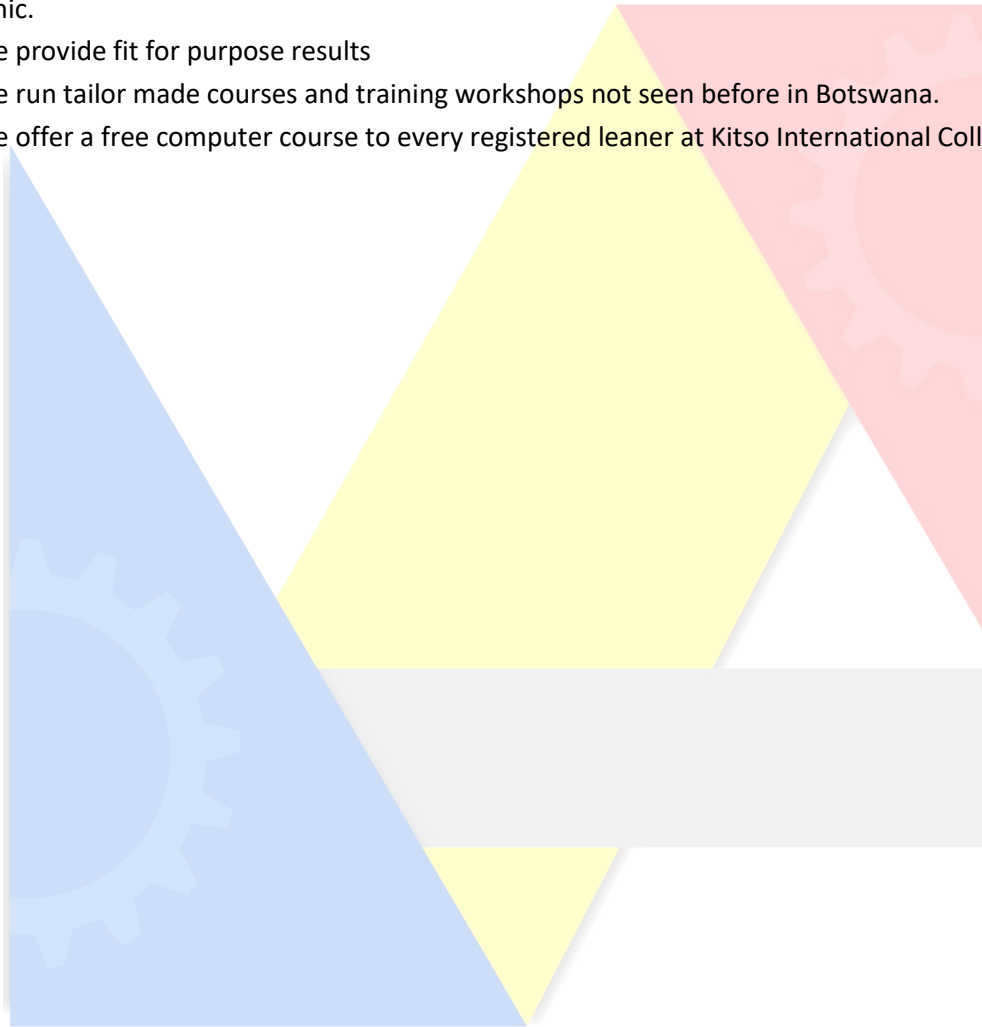 nic.
e provide fit for purpose results
e run tailor made courses and training workshops not seen before in Botswana.
e offer a free computer course to every registered leaner at Kitso International Coll